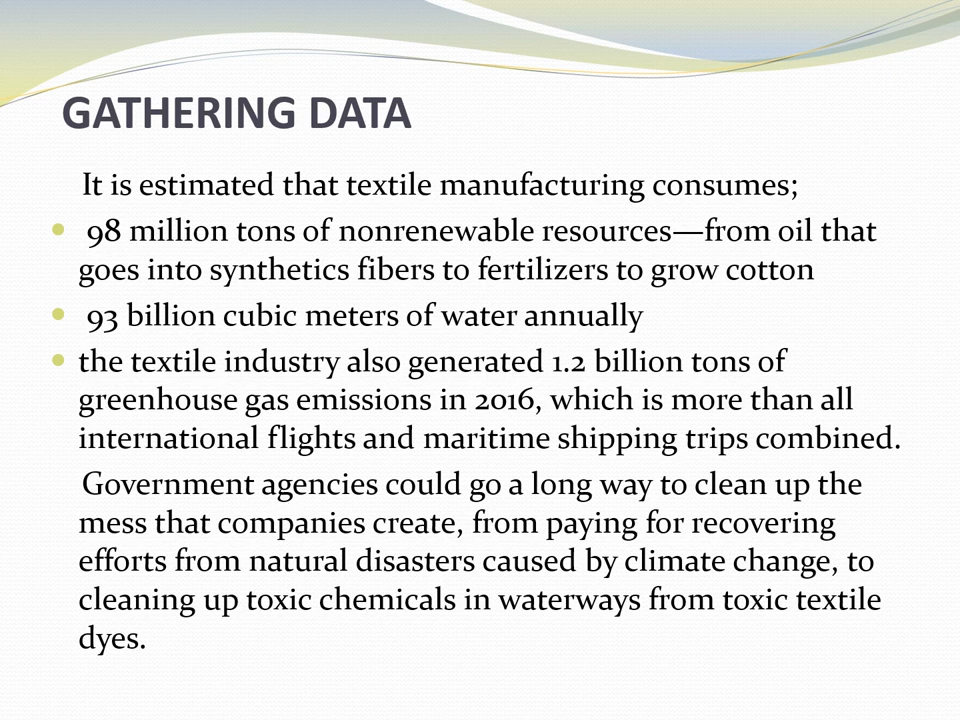 GATHERING DATA
It is estimated that textile manufacturing consumes;
98 million tons of nonrenewable resources—from oil that
goes into synthetics fibers to fertilizers to grow cotton
93 billion cubic meters of water annually
the textile industry also generated 1.2 billion tons of
greenhouse gas emissions in 2016, which is more than all
international flights and maritime shipping trips combined.
Government agencies could go a long way to clean up the
mess that companies create, from paying for recovering
efforts from natural disasters caused by climate change, to
cleaning up toxic chemicals in waterways from toxic textile
dyes.